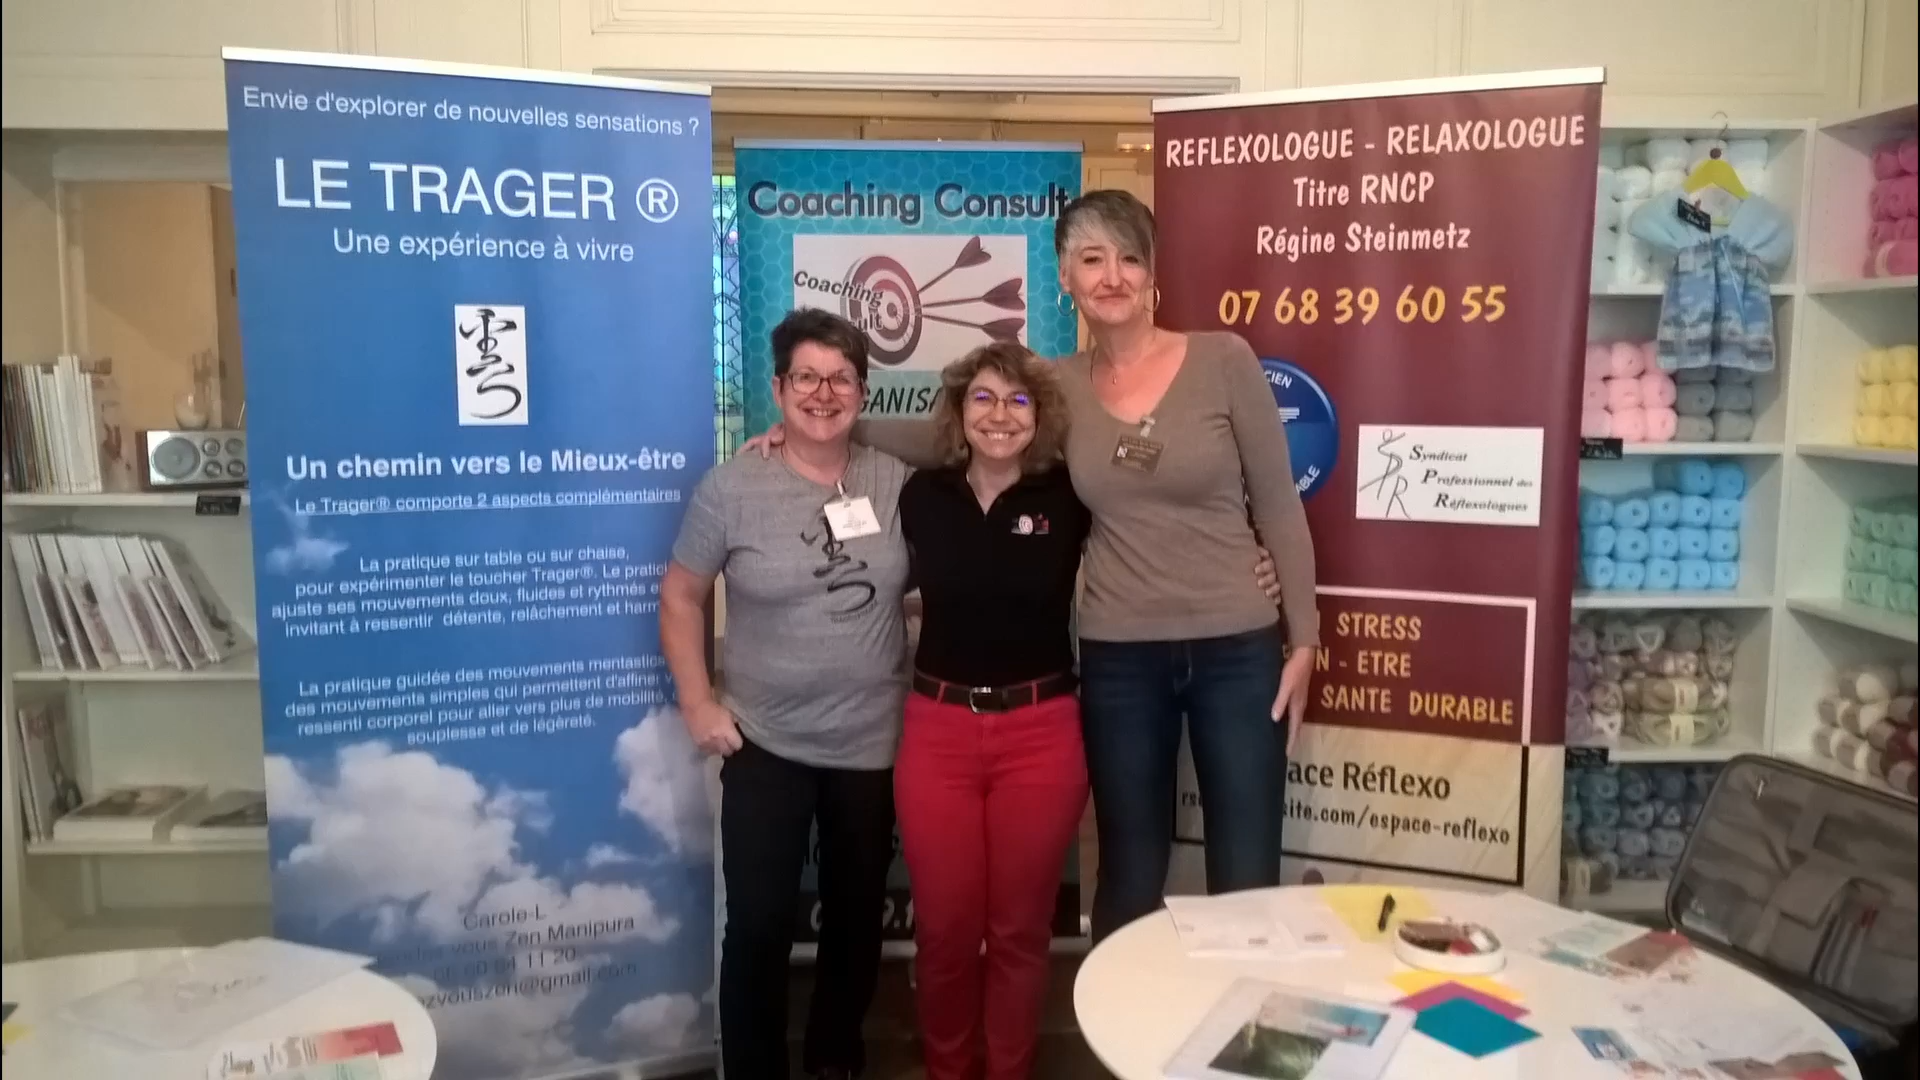 Envie d'explorer de nouvelles sensations ?
LE TRAGER ®
Une expérience à vivre
Un chemin vers le Mieux-être
Le Trager® comporte 2 aspects complémentaires
La pratique sur table ou sur chaise,
pour expérimenter le toucher Trager®. Le
ajuste ses mouvements doux, fluides et rythmés
invitant à ressentir détente, relâchement et
La pratique guidée des mouvements
des mouvements simples qui permettent d'affiner
ressenti corporel pour aller vers plus de mobilité,
souplesse et de légèreté.
Carole-L
Zen Manipura
11 20
Coaching Consult
Coaching
REFLEXOLOGUE - RELAXOLOGUE
Titre RNCP
Régine Steinmetz
07 68 39 60 55
Syndicat
Professionnel des
Réflexologues
STRESS
N - ETRE
SANTE DURABLE
ace Réflexo
site.com/espace-reflexo